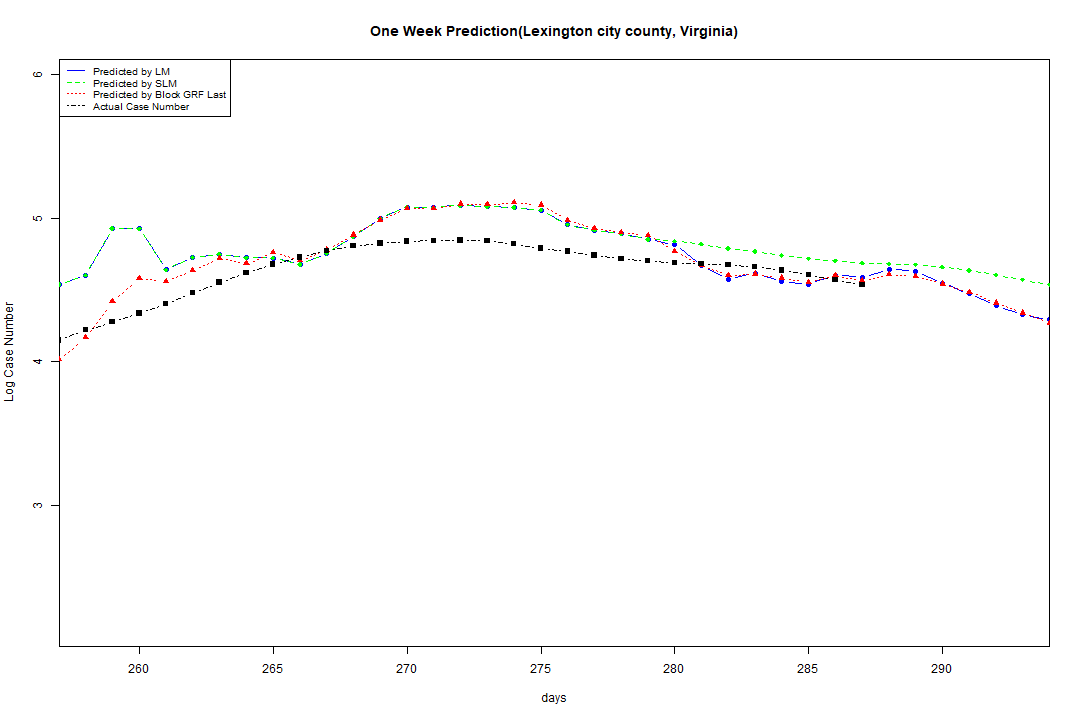 One Week Prediction(Lexington city county, Virginia)
Predicted by LM
Predicted by SLM
Predicted by Block GRF Last
Actual Case Number
6
5
4
3
Log Case Number
260 265 270 275 280 285 290
days